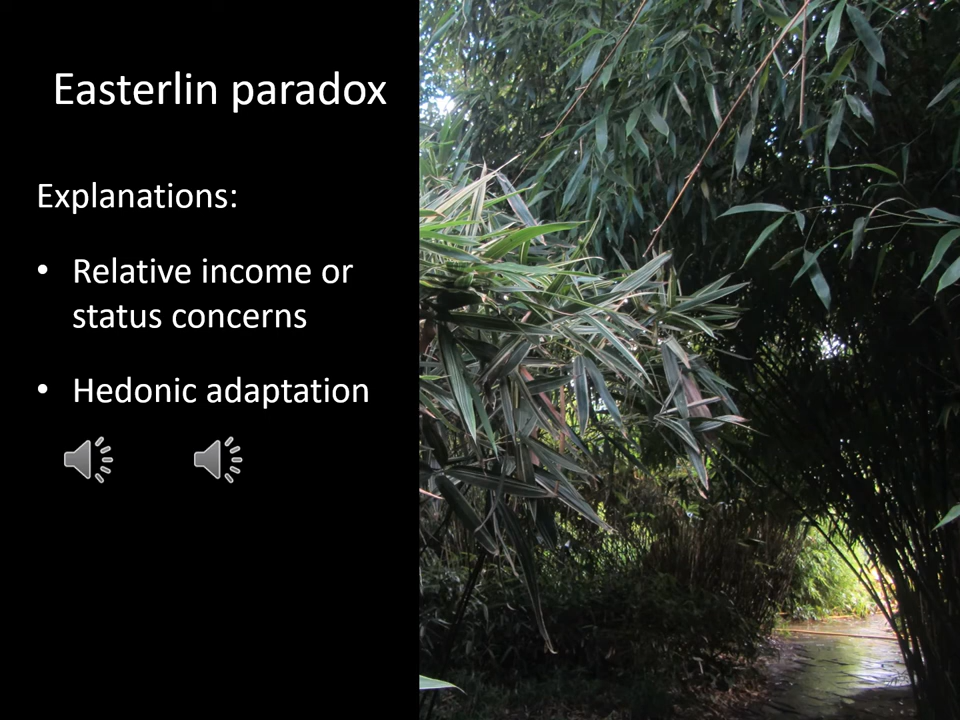 Easterlin paradox
Explanations:
• Relative income or
status concerns
• Hedonic adaptation